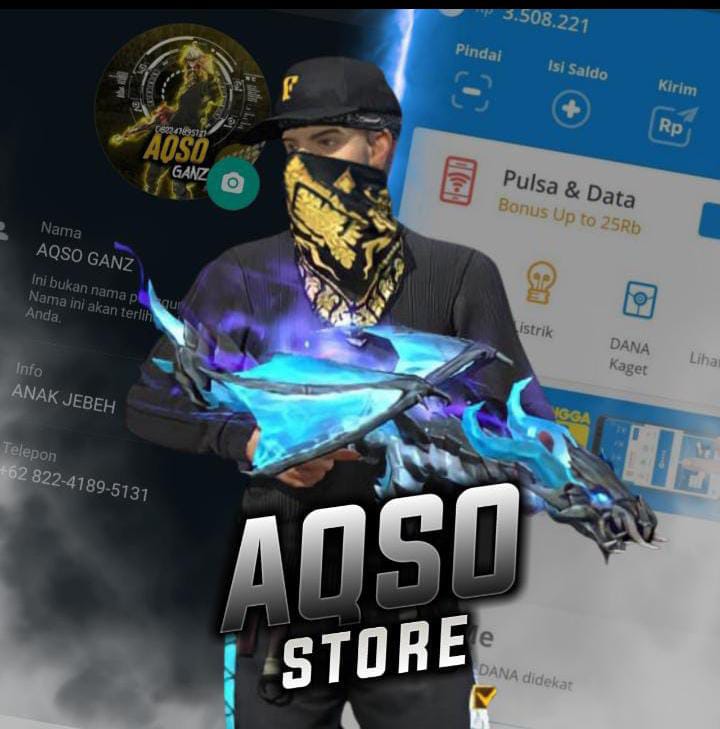 Rp 3.508.221
Pindai
Isi Saldo
Kirim
Rp
Pulsa & Data
Bonus Up to 25Rb
Listrik
DANA
Kaget
DANA didekat
082241895131
AQSO
GANZ
Nama
AQSO GANZ
Ini bukan nama
Nama ini akan
Anda.
Info
ANAK JEBEH
Telepon
+62 822-4189-5131
F
AQSO
STORE